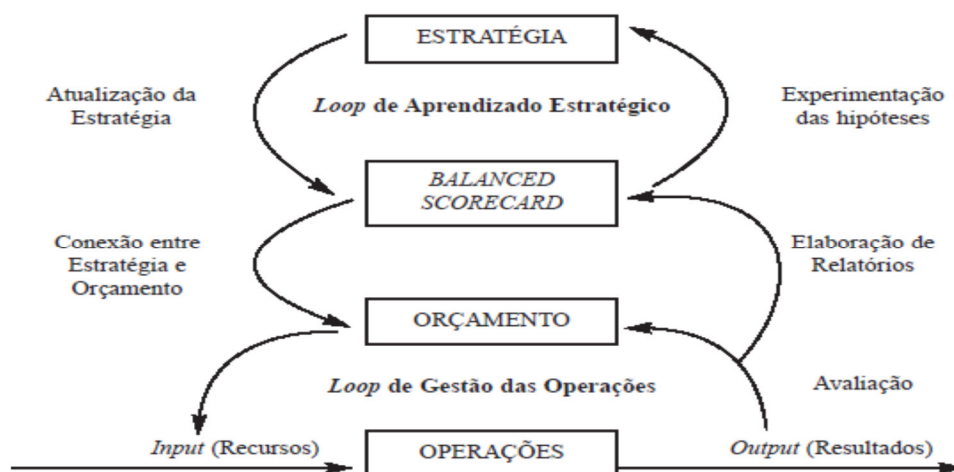 ESTRATÉGIA
Atualização da
Estratégia
Loop de Aprendizado Estratégico
Experimentação
das hipóteses
BALANCED
SCORECARD
Conexão entre
Estratégia e
Orçamento
Elaboração de
Relatórios
ORÇAMENTO
Loop de Gestão das Operações
Avaliação
Input (Recursos)
OPERAÇÕES
Output (Resultados)